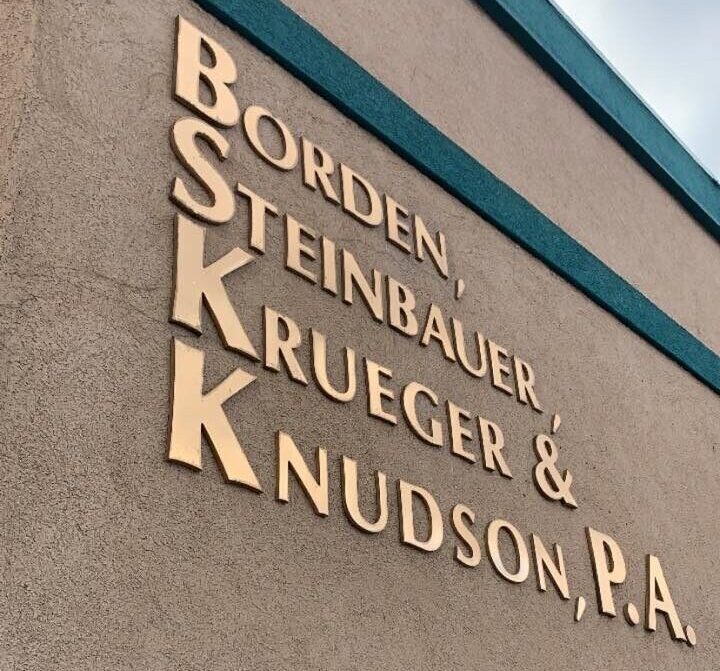 BORDEN,
STEINBAUER,
KRUEGER &
KNUDSON, P.A.